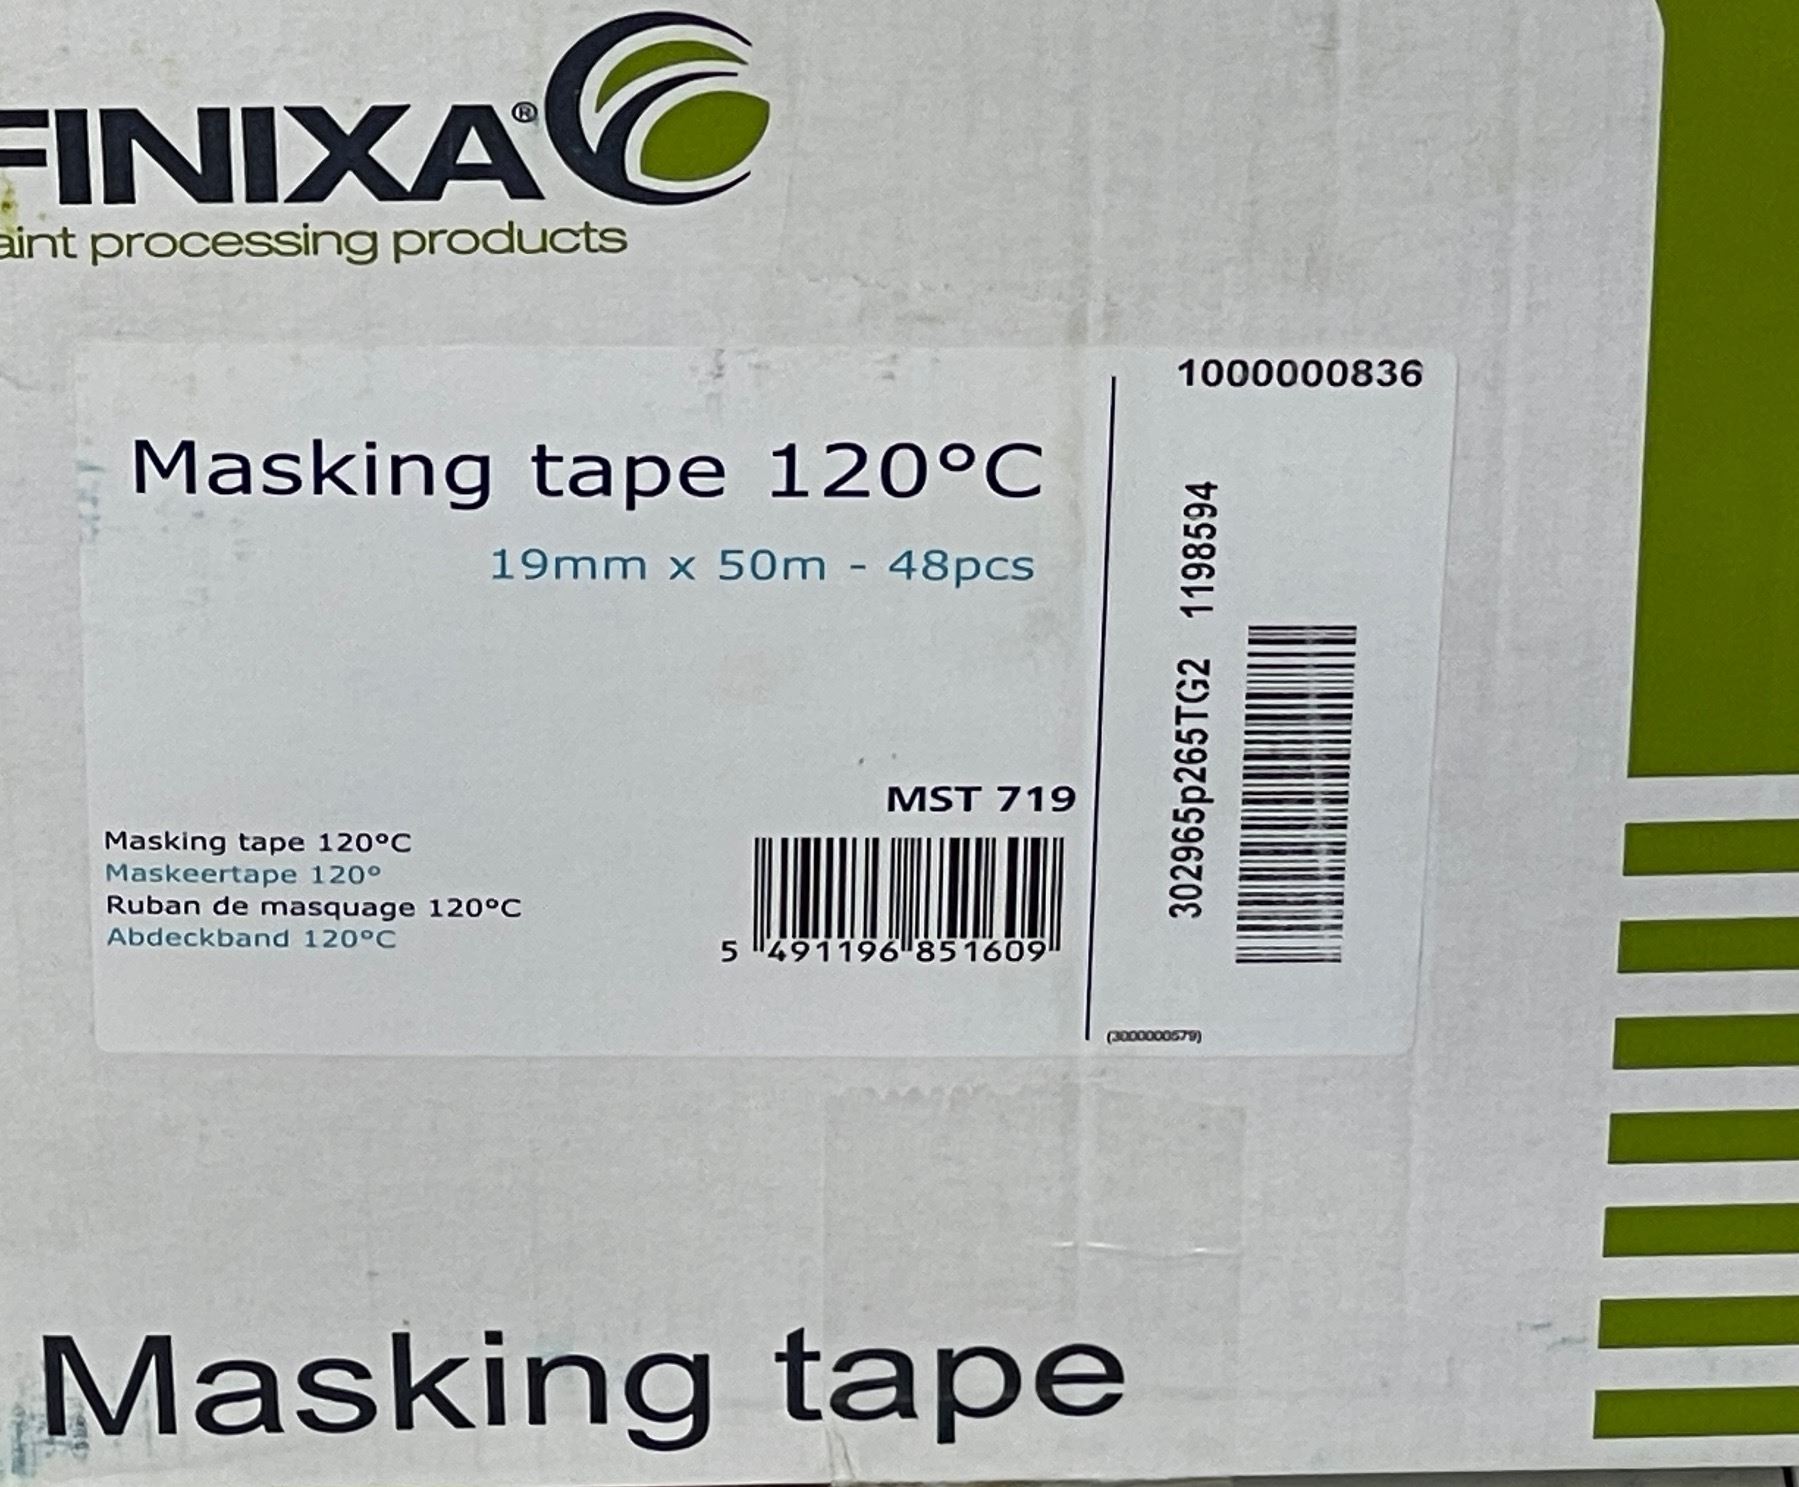 FINIXA®
aint processing products
1000000836
Masking tape 120°C
19mm x 50m - 48pcs
302965p265TG2 1198594
MST 719
Masking tape 120°C
Maskeertape 120°
Ruban de masquage 120°C
Abdeckband 120°C
5 491196 851609
(3000000579)
Masking tape